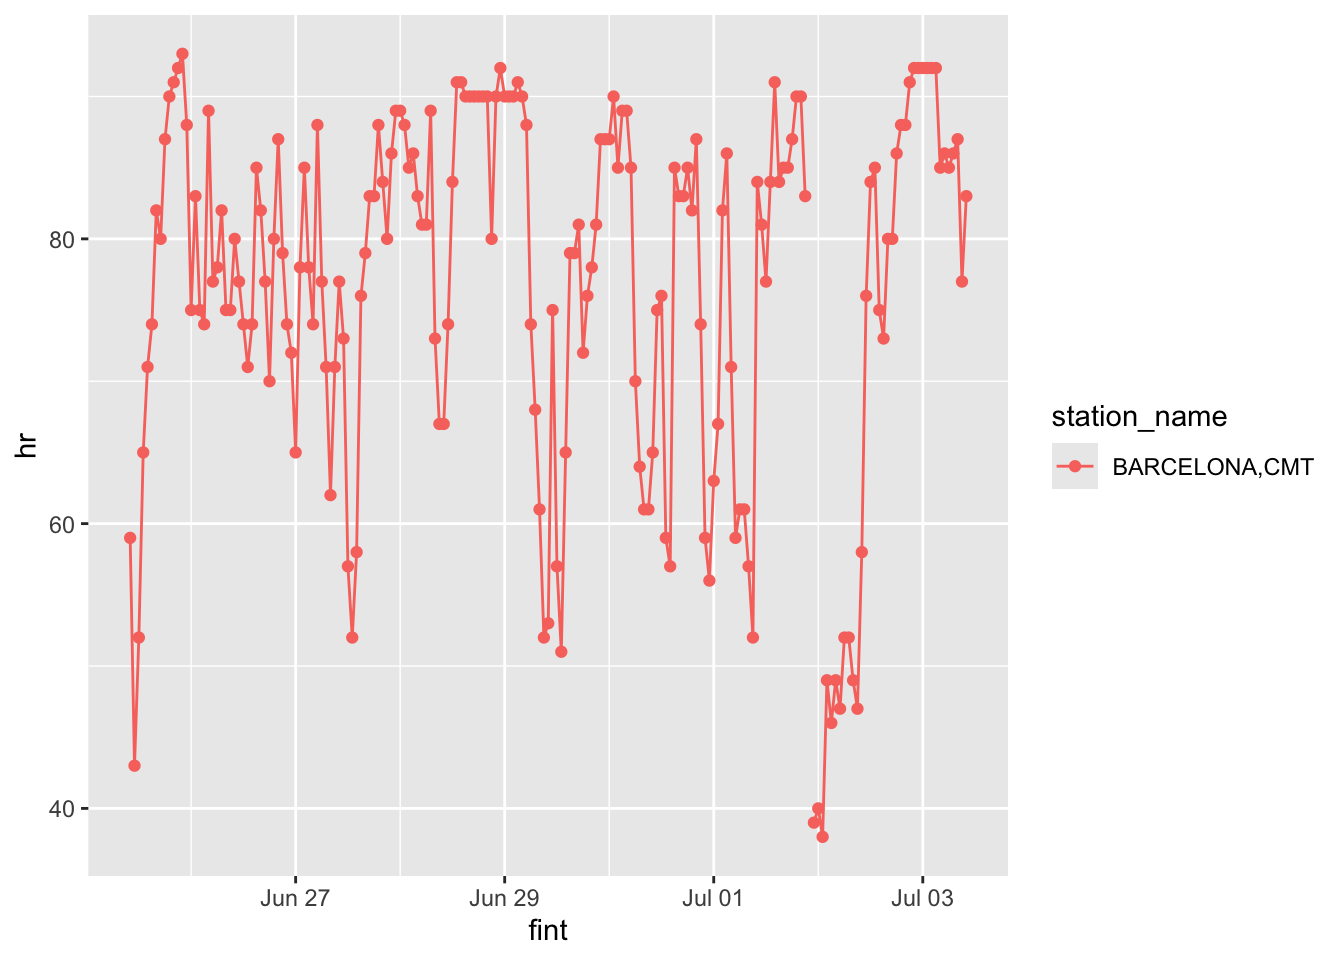 80
60
40
hr
Jun 27
Jun 29
Jul 01
Jul 03
fint
station_name
BARCELONA,CMT